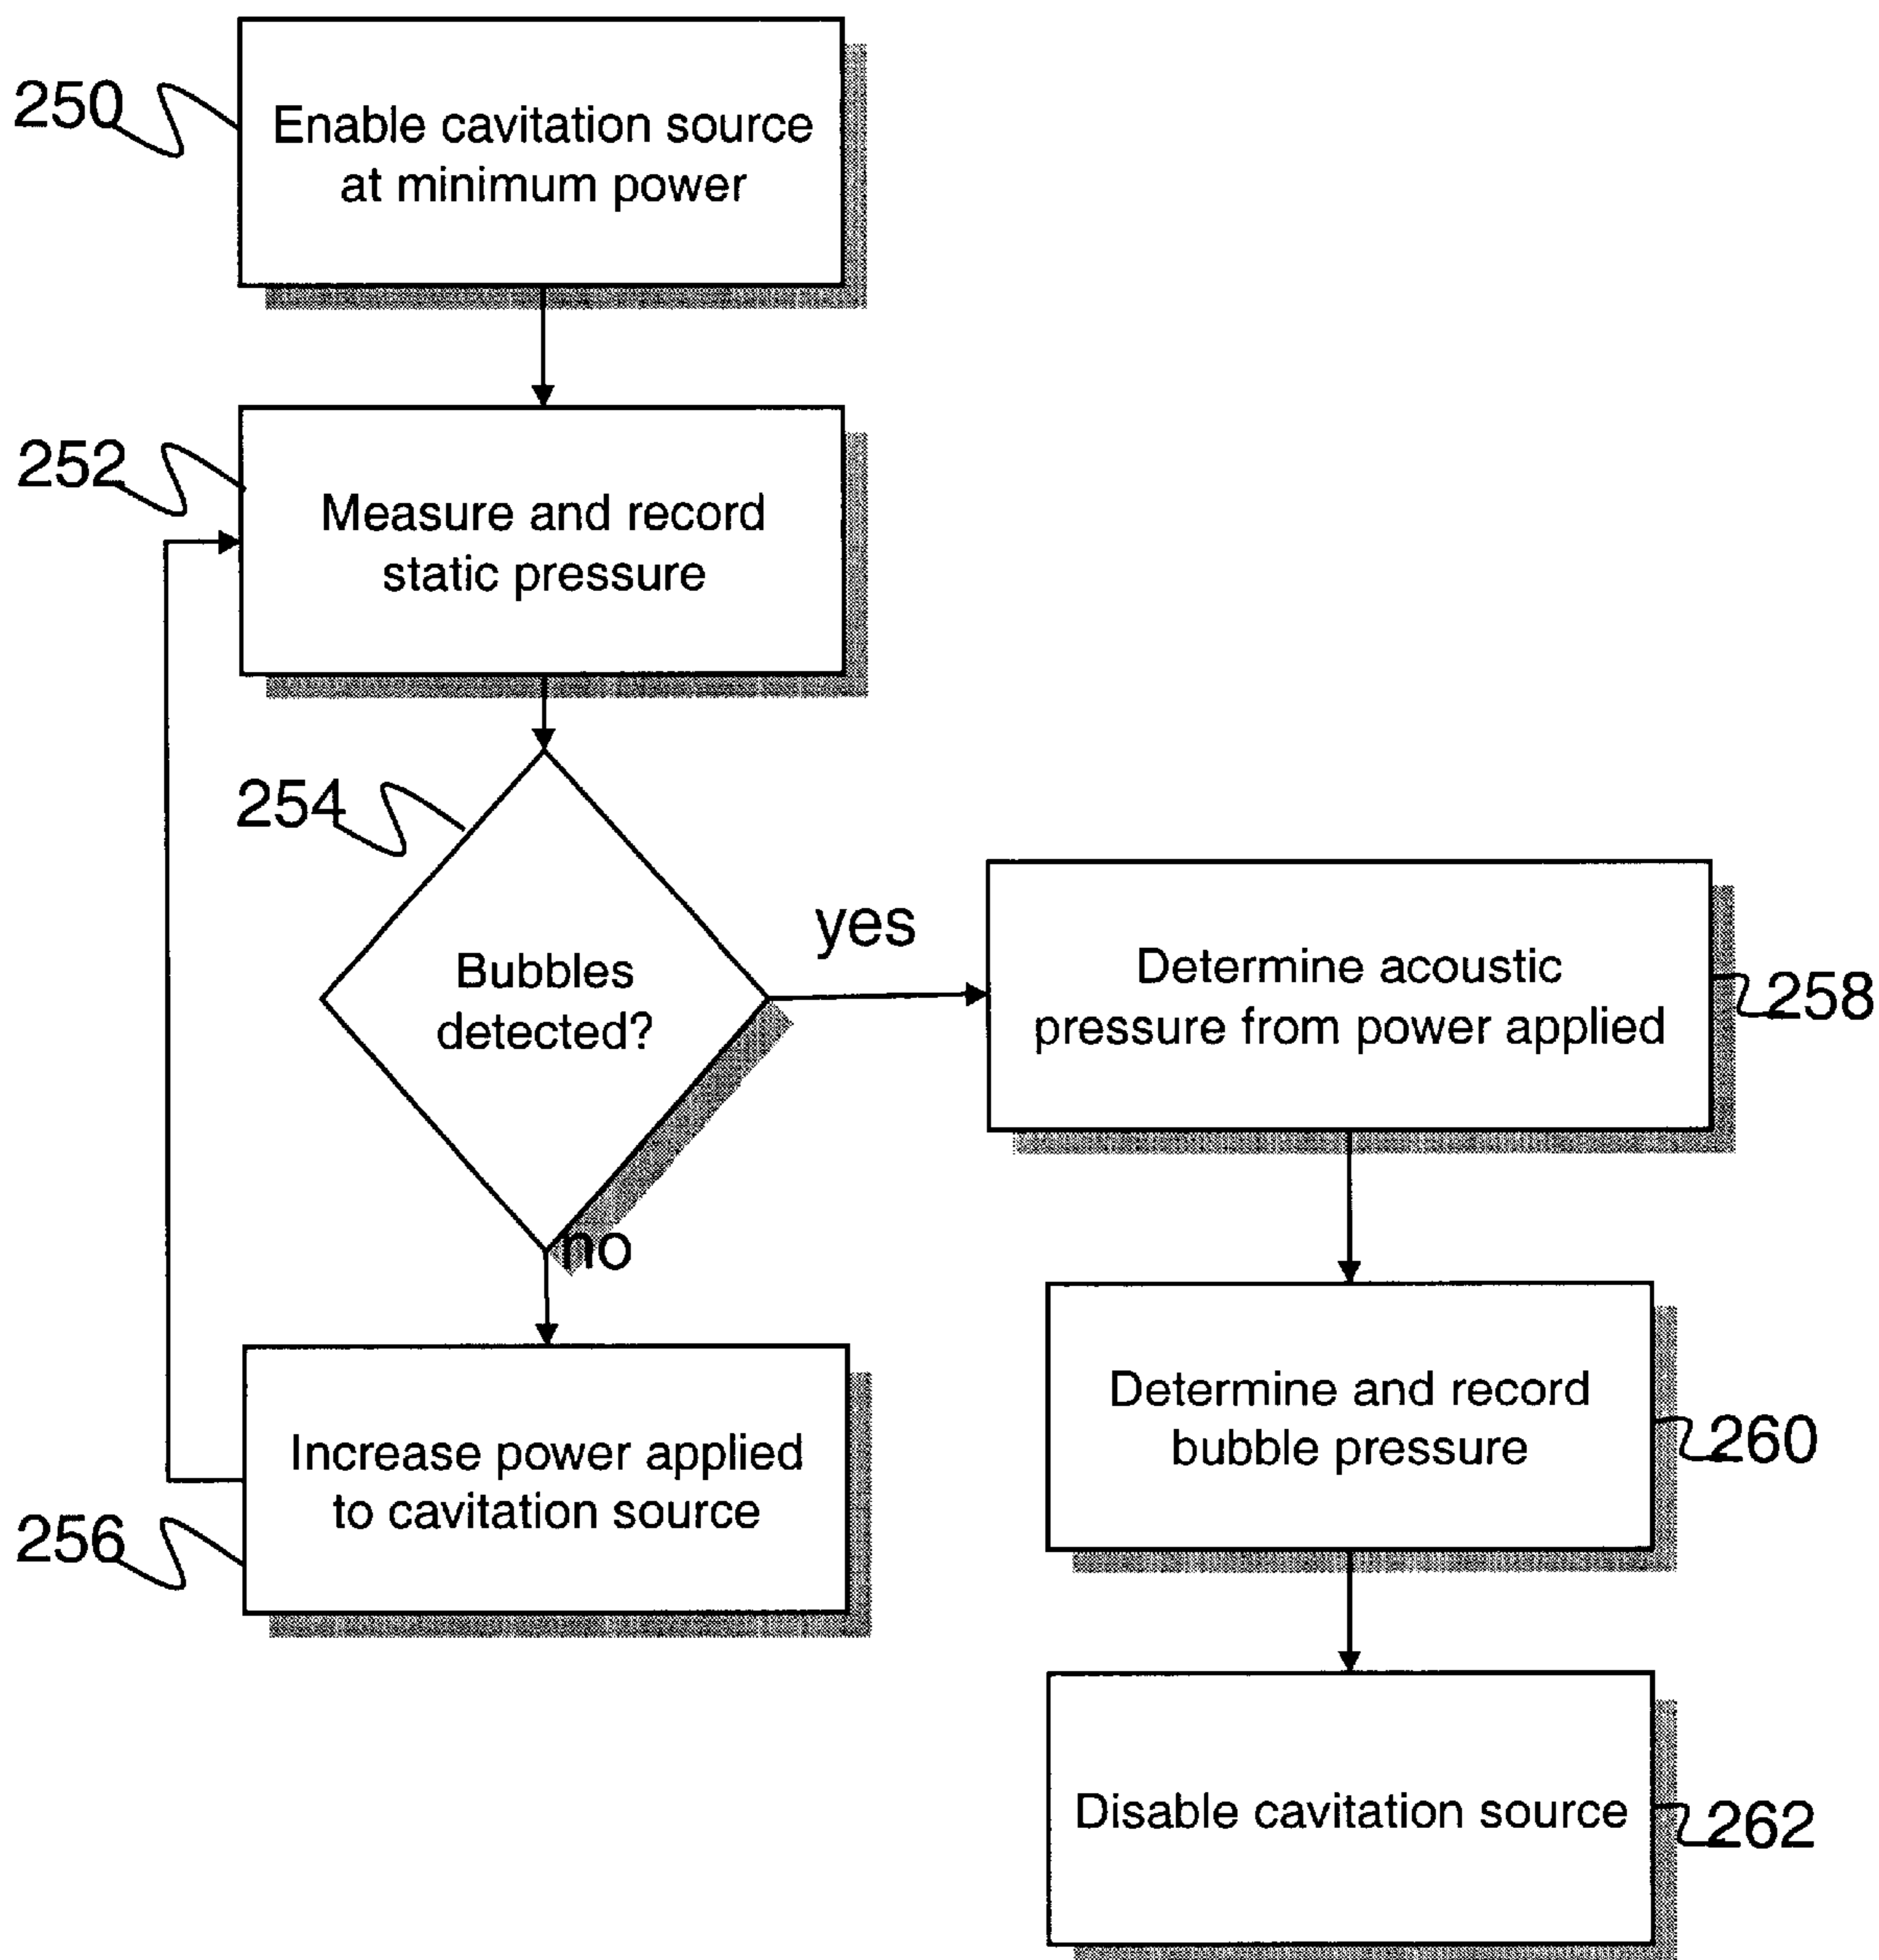 250
Enable cavitation source
at minimum power
252
Measure and record
static pressure
254
Bubbles
detected?
yes
no
256
Increase power applied
to cavitation source
Determine acoustic
pressure from power applied
258
Determine and record
bubble pressure
260
Disable cavitation source
262